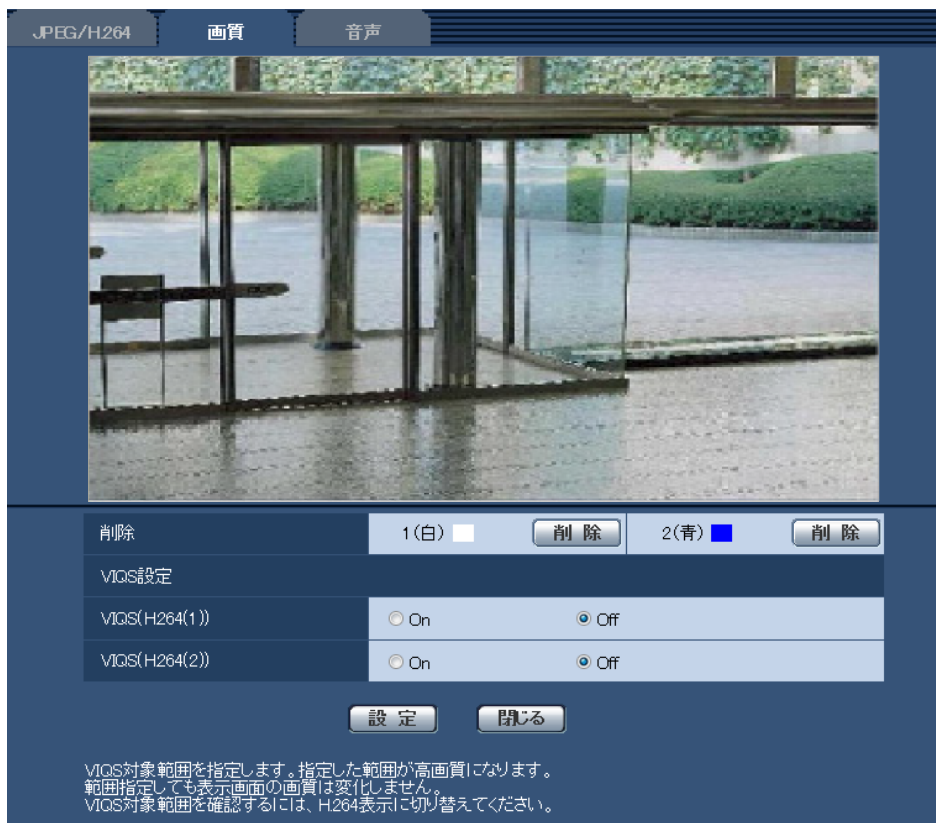 JPEG/H.264 画質 音声
削除 1(白) 削除 2(青) 削除
VIQS設定
VIQS(H264(1)) On Off
VIQS(H264(2)) On Off
設定 閉じる
VIQS対象範囲を指定します。指定した範囲が高画質になります。
範囲指定しても表示画面の画質は変化しません。
VIQS対象範囲を確認するには、H264表示に切り替えてください。